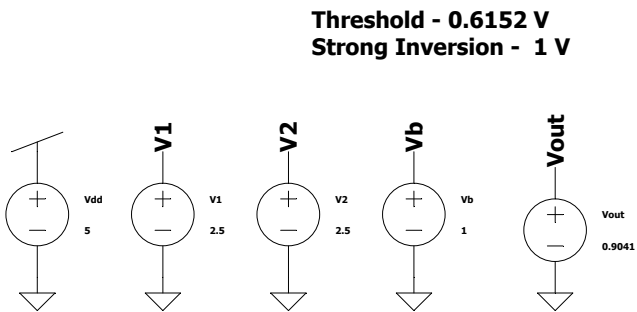 Threshold - 0.6152 V
Strong Inversion - 1 V
V1
V2
Vb
Vout
Vdd
5
V1
2.5
V2
2.5
Vb
1
Vout
0.9041